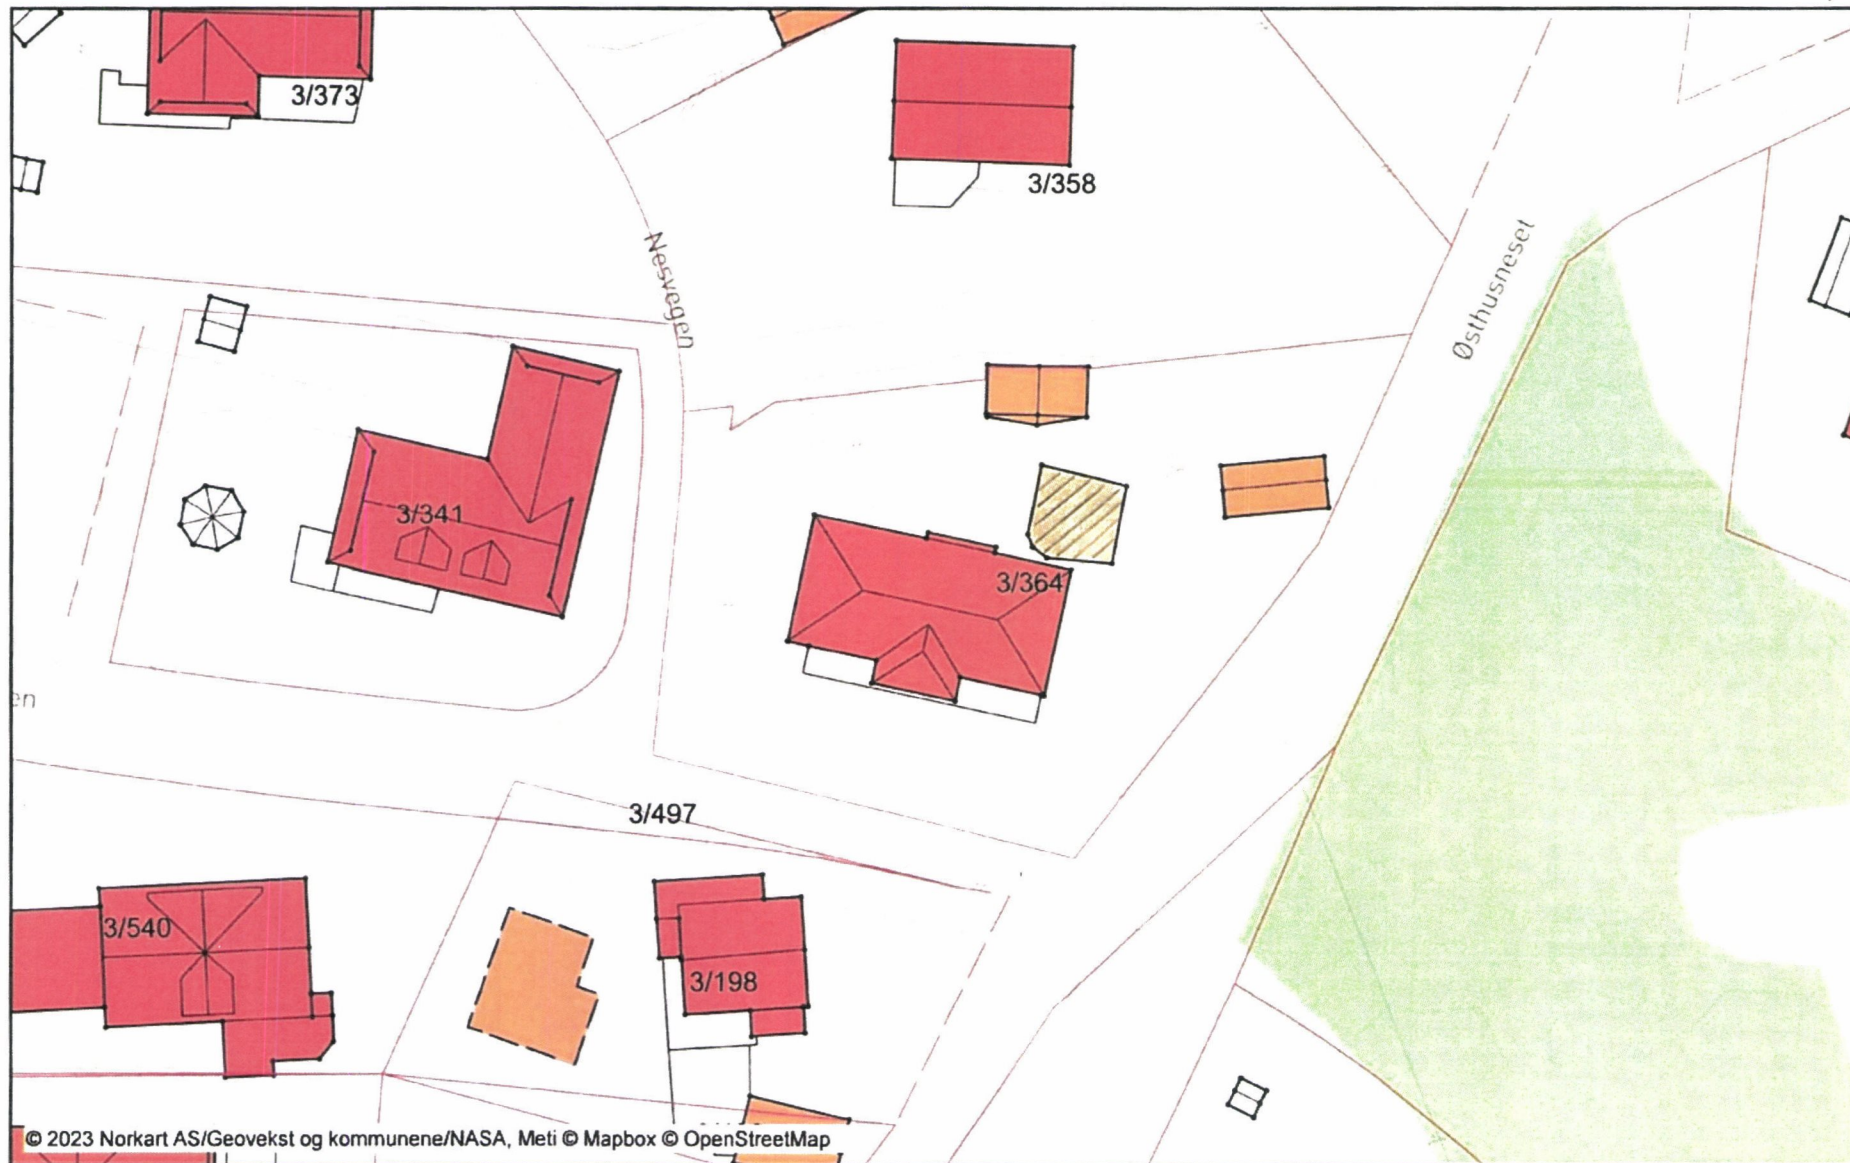 3/373
3/358
Nesvegen
Østhusneset
3/341
3/364
en
3/497
3/540
3/198
© 2023 Norkart AS/Geovekst og kommunene/NASA, Meti © Mapbox © OpenStreetMap